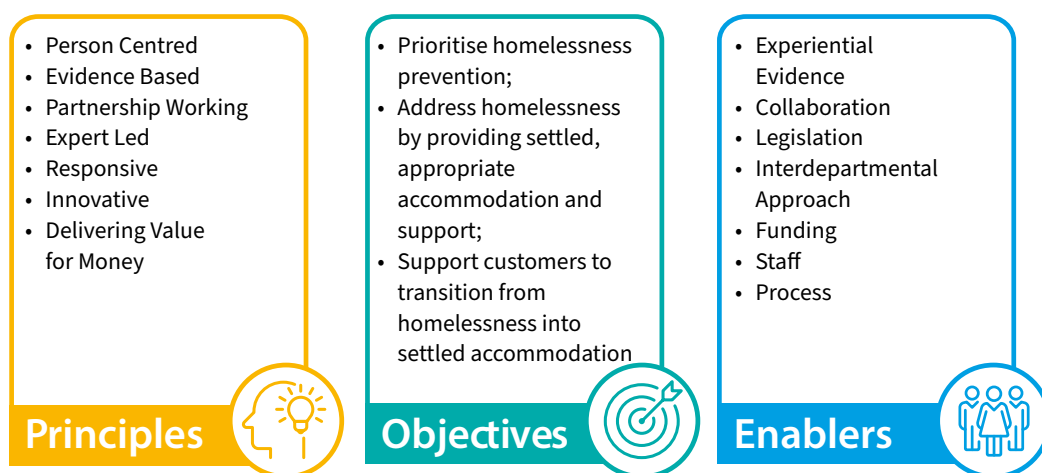 • Person Centred
• Evidence Based
• Partnership Working
• Expert Led
• Responsive
• Innovative
• Delivering Value
for Money
Principles
• Prioritise homelessness
prevention;
• Address homelessness
by providing settled,
appropriate
accommodation and
support;
• Support customers to
transition from
homelessness into
settled accommodation
Objectives
• Experiential
Evidence
• Collaboration
• Legislation
• Interdepartmental
Approach
• Funding
• Staff
• Process
Enablers